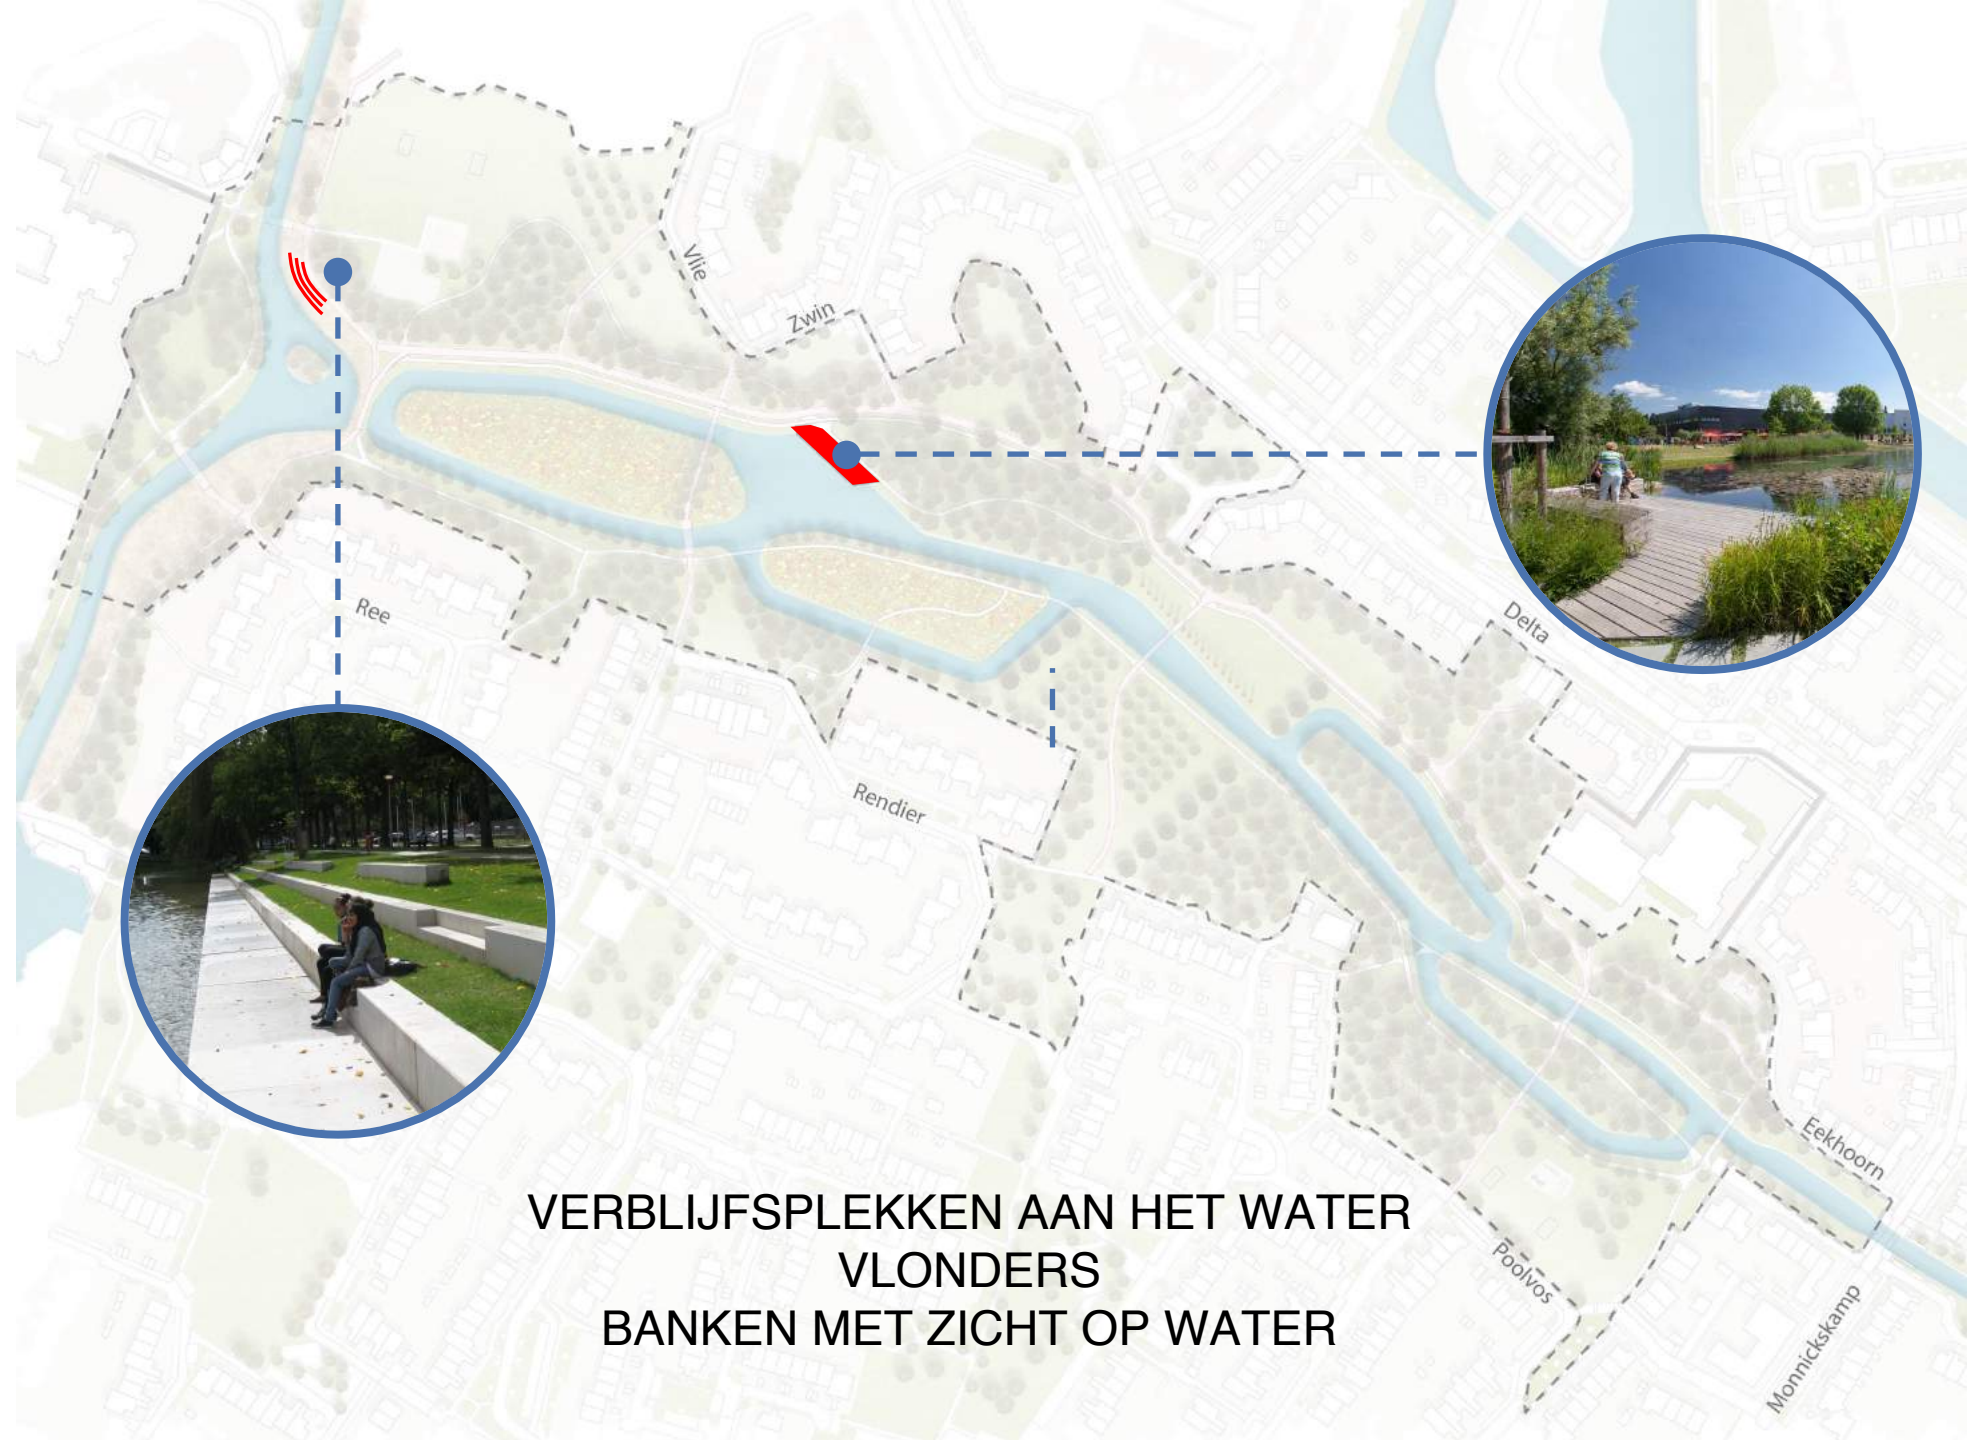 Vlie
Zwin
Ree
Delta
Rendier
Eekhoorn
Poolvos
Monnickskamp
VERBLIJFSPLEKKEN AAN HET WATER
VLONDERS
BANKEN MET ZICHT OP WATER